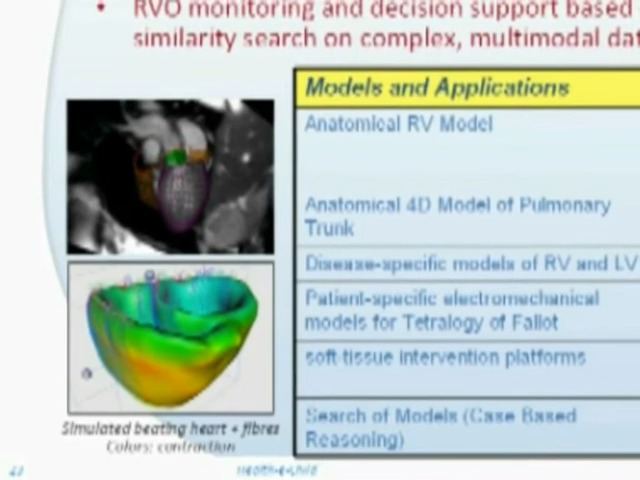 • RVO monitoring and decision support based
similarity search on complex, multimodal dat
Models and Applications
Anatomical RV Model
Anatomical 4D Model of Pulmonary
Trunk
Disease-specific models of RV and LV
Patient-specific electromechanical
models for Tetralogy of Fallot
soft-tissue intervention platforms
Search of Models (Case Based
Reasoning)
Simulated beating heart + fibres
Colors: contraction
Health-e-Child